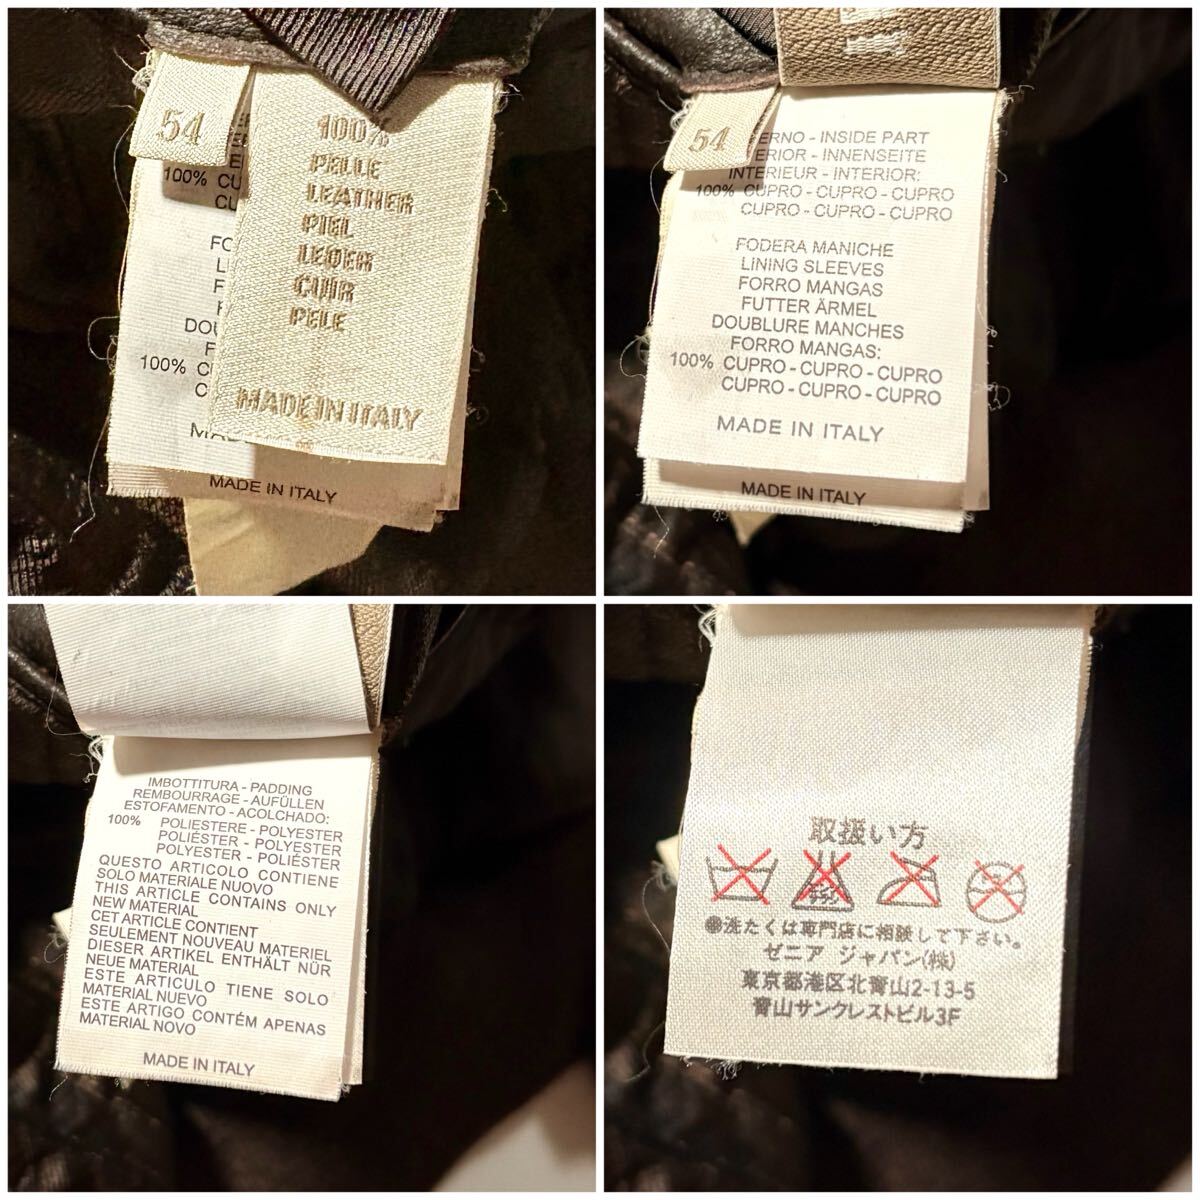 54
100%
PELLE
LEATHER
PIEL
LEDER
CUIR
PELE
MADE IN ITALY
100% CU
CU
FO
DOU
100%
MADE IN ITALY
54
ERNO - INSIDE PART
ERIOR - INNENSEITE
INTERIEUR - INTERIOR:
100% CUPRO - CUPRO - CUPRO
CUPRO - CUPRO - CUPRO
FODERA MANICHE
LINING SLEEVES
FORRO MANGAS
FUTTER ÄRMEL
DOUBLURE MANCHES
FORRO MANGAS:
100% CUPRO - CUPRO - CUPRO
CUPRO - CUPRO - CUPRO
MADE IN ITALY
MADE IN ITALY
IMBOTTITURA - PADDING
REMBOURRAGE - AUFÜLLEN
ESTOFAMENTO - ACOLCHADO:
100% POLIESTERE - POLYESTER
POLIÉSTER - POLYESTER
POLYESTER - POLIÉSTER
QUESTO ARTICOLO CONTIENE
SOLO MATERIALE NUOVO
THIS ARTICLE CONTAINS ONLY
NEW MATERIAL
CET ARTICLE CONTIENT
SEULEMENT NOUVEAU MATERIEL
DIESER ARTIKEL ENTHÄLT NÜR
NEUE MATERIAL
ESTE ARTICULO TIENE SOLO
MATERIAL NUEVO
ESTE ARTIGO CONTÉM APENAS
MATERIAL NOVO
MADE IN ITALY
取扱い方
●洗たくは専門店に相談して下さい。
ゼニア ジャパン(株)
東京都港区北青山2-13-5
青山サンクレストビル3F